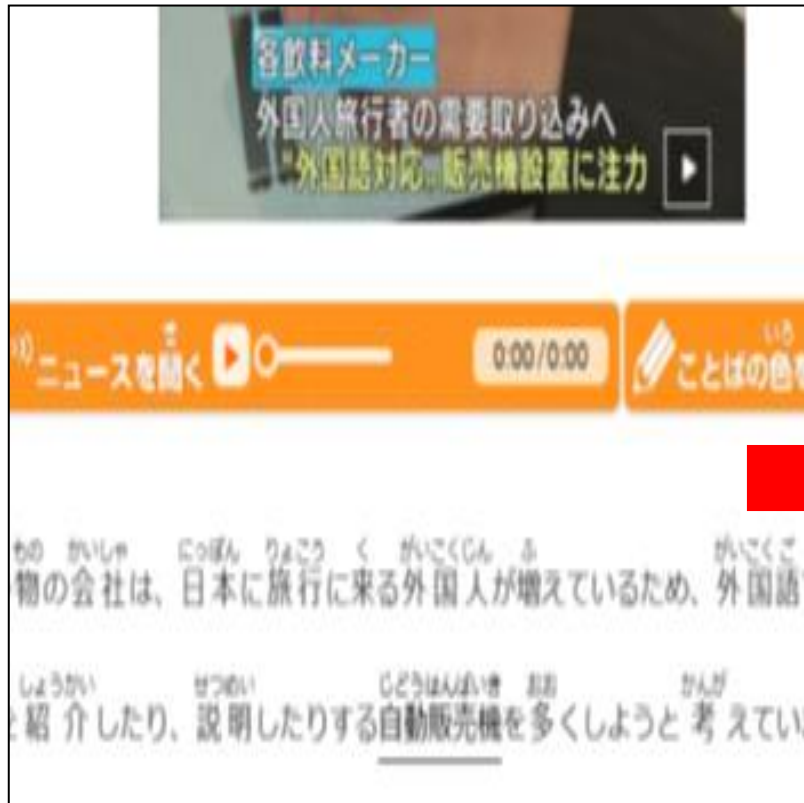 各飲料メーカー
外国人旅行者の需要取り込みへ
"外国語対応"販売機設置に注力
き
ニュースを聞く 0:00/0:00
いろ
ことばの色を
もの かいしゃ にっぽん りょこう く がいこくじん ふ がいこくご
物の会社は、日本に旅行に来る外国人が増えているため、外国語
しょうかい せつめい じどうはんばいき おお かんが
紹介したり、説明したりする自動販売機を多くしようと考えてい